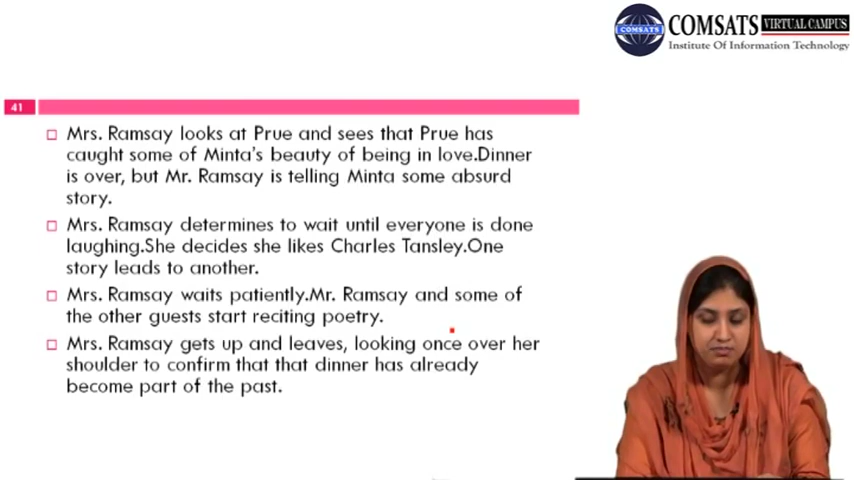 COMSATS VIRTUAL CAMPUS
Institute Of Information Technology
COMSATS
41
Mrs. Ramsay looks at Prue and sees that Prue has
caught some of Minta's beauty of being in love.Dinner
is over, but Mr. Ramsay is telling Minta some absurd
story.
Mrs. Ramsay determines to wait until everyone is done
laughing.She decides she likes Charles Tansley.One
story leads to another.
Mrs. Ramsay waits patiently.Mr. Ramsay and some of
the other guests start reciting poetry.
Mrs. Ramsay gets up and leaves, looking once over her
shoulder to confirm that that dinner has already
become part of the past.